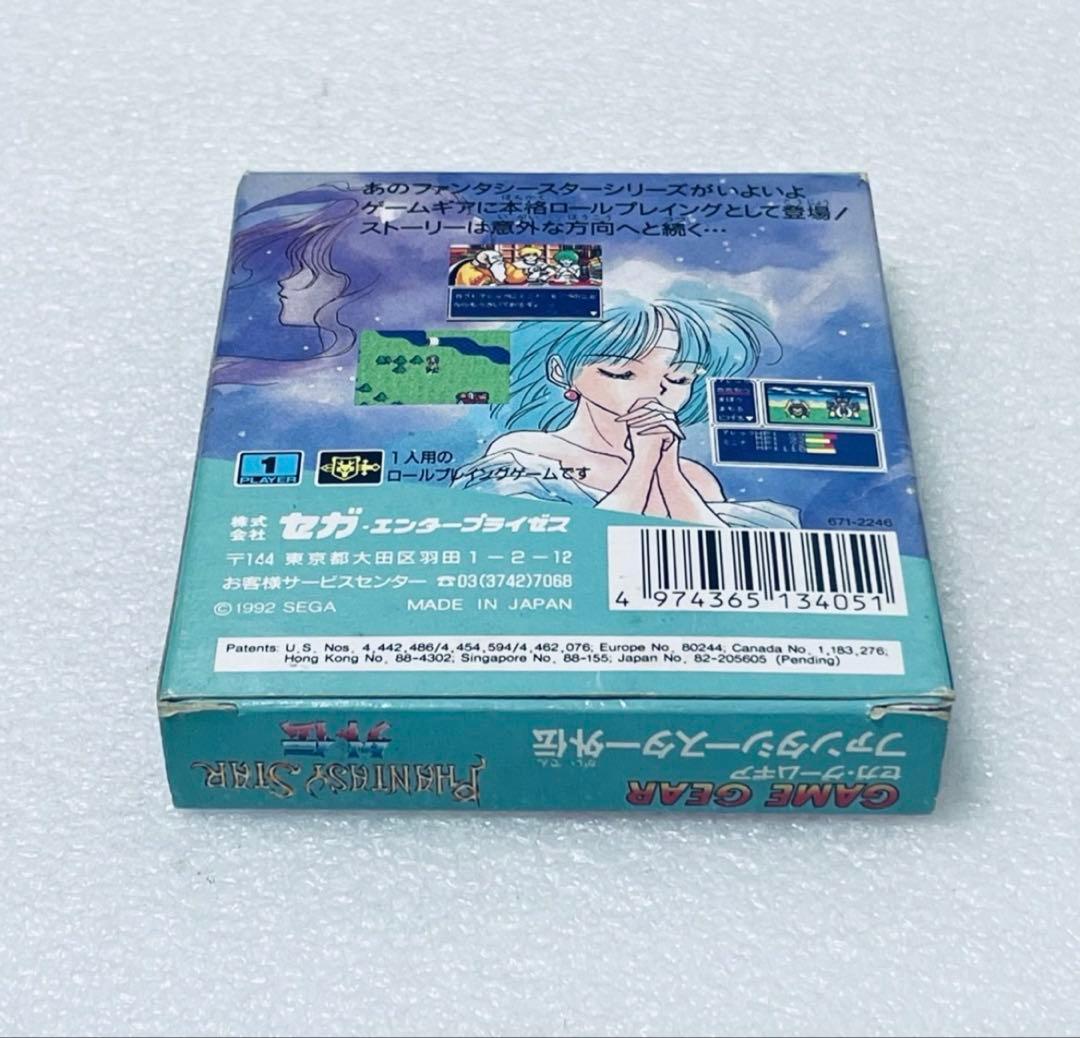 あのファンタシースターシリーズがいよいよ
ゲームギアに本格ロールプレイングとして登場!
ストーリーは意外な方向へと続く…
1
PLAYER
1人用の
ロールプレイングゲームです
株式会社 セガ・エンタープライゼス
〒144 東京都大田区羽田1-2-12
お客様サービスセンター ☎03(3742)7068
©1992 SEGA MADE IN JAPAN
671-2246
4 974365 134051
Patents: U.S. Nos. 4,442,486/4,454,594/4,462,076; Europe No. 80244; Canada No. 1,183,276;
Hong Kong No. 88-4302; Singapore No. 88-155; Japan No. 82-205605 (Pending)
GAME GEAR
セガ・ゲームギア
ファンタシースター外伝
がいでん
PHANTASY STAR
外伝